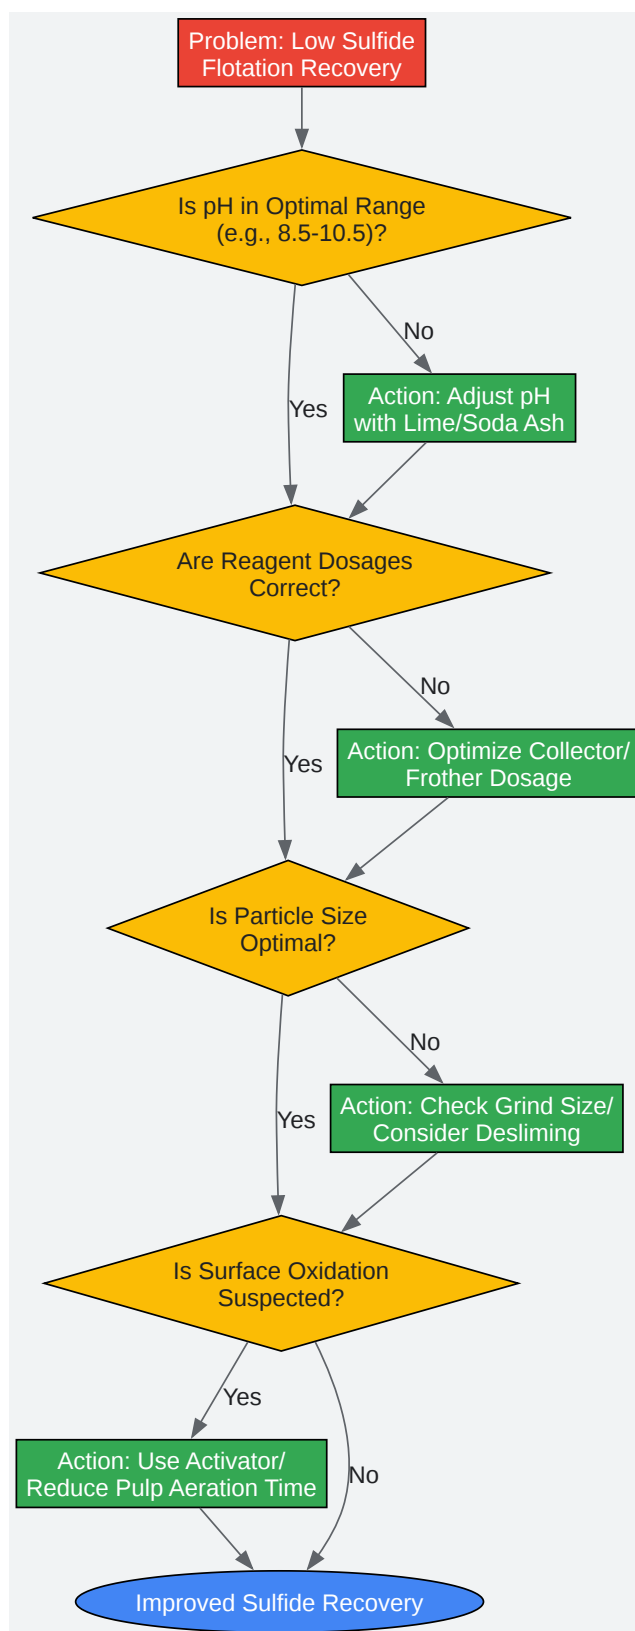 Problem: Low Sulfide
Flotation Recovery
Is pH in Optimal Range
(e.g., 8.5-10.5)?
No
Yes
Action: Adjust pH
with Lime/Soda Ash
Are Reagent Dosages
Correct?
No
Yes
Action: Optimize Collector/
Frother Dosage
Is Particle Size
Optimal?
No
Yes
Action: Check Grind Size/
Consider Desliming
Is Surface Oxidation
Suspected?
Yes
No
Action: Use Activator/
Reduce Pulp Aeration Time
Improved Sulfide Recovery